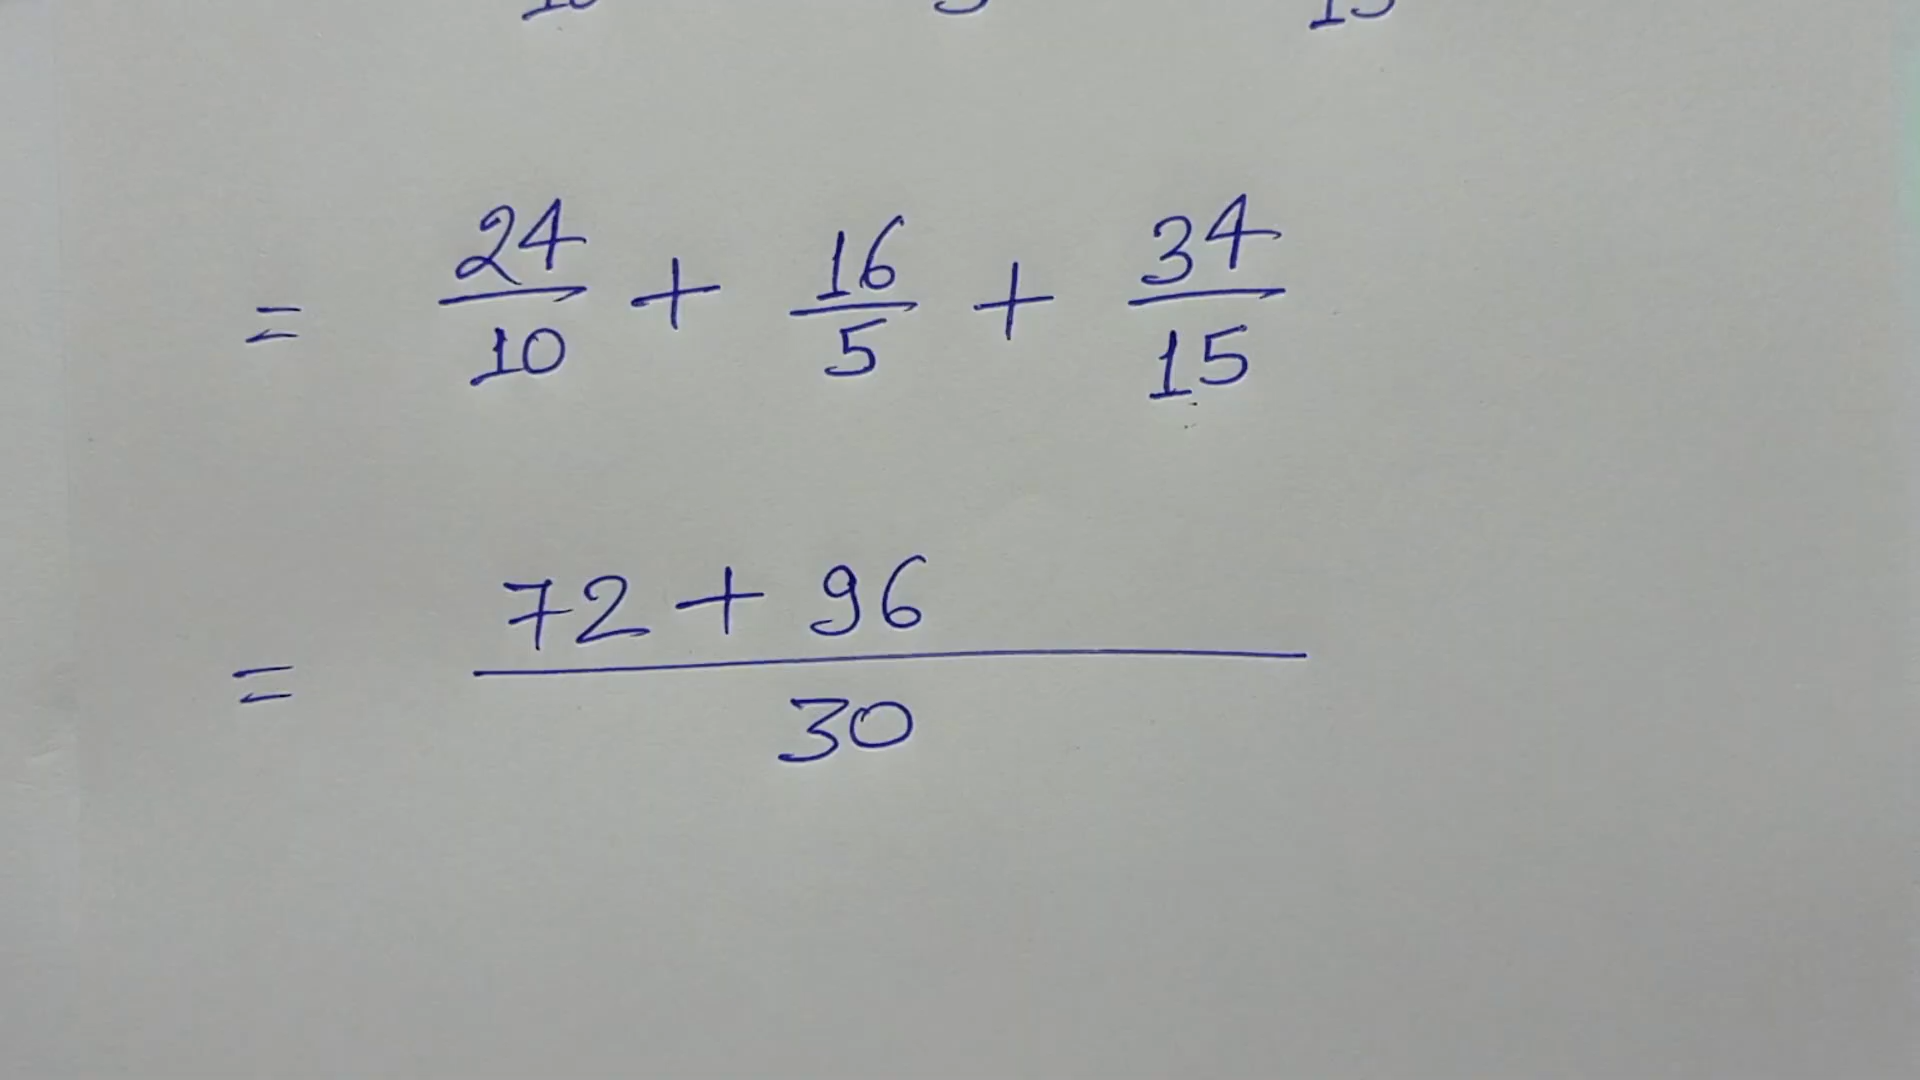 = 24/10 + 16/5 + 34/15
= 72 + 96 / 30